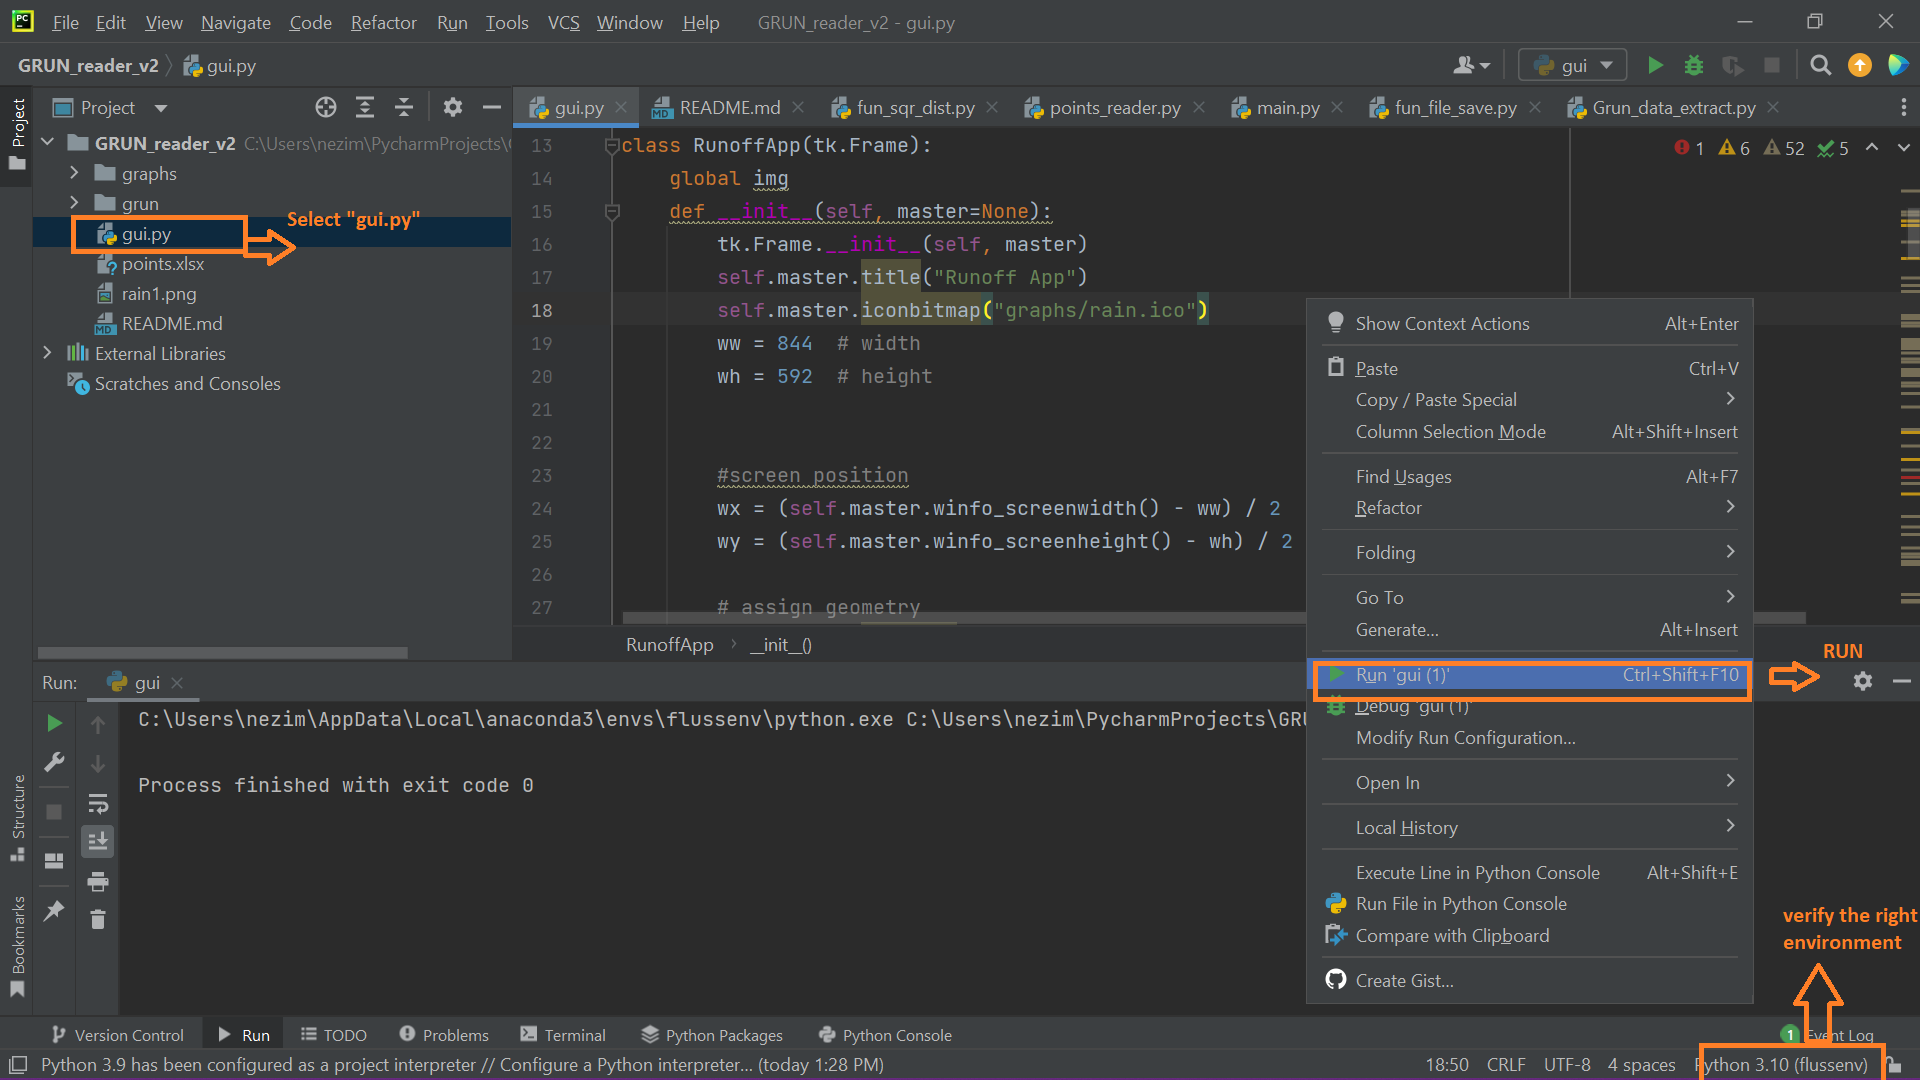 File Edit View Navigate Code Refactor Run Tools VCS Window Help GRUN_reader_v2 - gui.py
GRUN_reader_v2 gui.py
gui
Project
Project
gui.py README.md fun_sqr_dist.py points_reader.py main.py fun_file_save.py Grun_data_extract.py
GRUN_reader_v2 C:\Users\nezim\PycharmProjects\
graphs
grun
gui.py
Select "gui.py"
points.xlsx
rain1.png
README.md
External Libraries
Scratches and Consoles
1 6 52 5
13 class RunoffApp(tk.Frame):
14 global img
15 def __init__(self, master=None):
16 tk.Frame.__init__(self, master)
17 self.master.title("Runoff App")
18 self.master.iconbitmap("graphs/rain.ico")
19 ww = 844 # width
20 wh = 592 # height
21
22
23 #screen position
24 wx = (self.master.winfo_screenwidth() - ww) / 2
25 wy = (self.master.winfo_screenheight() - wh) / 2
26
27 # assign geometry
RunoffApp __init__()
Show Context Actions Alt+Enter
Paste Ctrl+V
Copy / Paste Special
Column Selection Mode Alt+Shift+Insert
Find Usages Alt+F7
Refactor
Folding
Go To
Generate... Alt+Insert
Run 'gui (1)' Ctrl+Shift+F10
Debug 'gui (1)'
Modify Run Configuration...
Open In
Local History
Execute Line in Python Console Alt+Shift+E
Run File in Python Console
Compare with Clipboard
Create Gist...
RUN
Run: gui
C:\Users\nezim\AppData\Local\anaconda3\envs\flussenv\python.exe C:\Users\nezim\PycharmProjects\GRU
Process finished with exit code 0
Structure
Bookmarks
verify the right
environment
Version Control Run TODO Problems Terminal Python Packages Python Console
1 Event Log
Python 3.9 has been configured as a project interpreter // Configure a Python interpreter... (today 1:28 PM)
18:50 CRLF UTF-8 4 spaces Python 3.10 (flussenv)